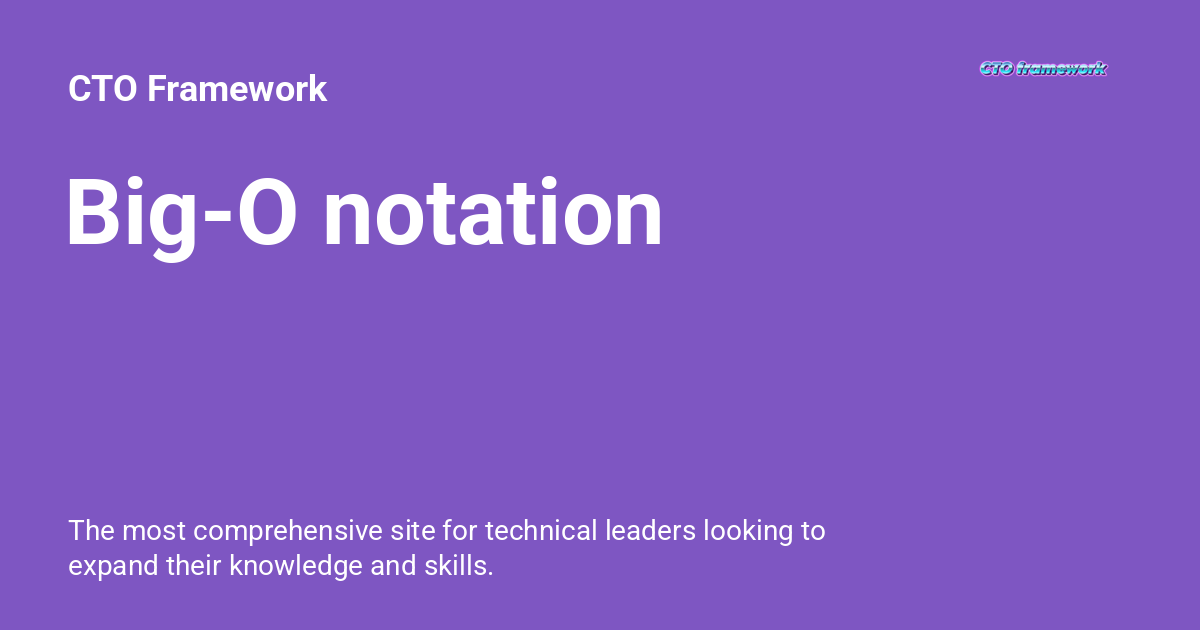 CTO Framework
CTO framework
Big-O notation
The most comprehensive site for technical leaders looking to
expand their knowledge and skills.